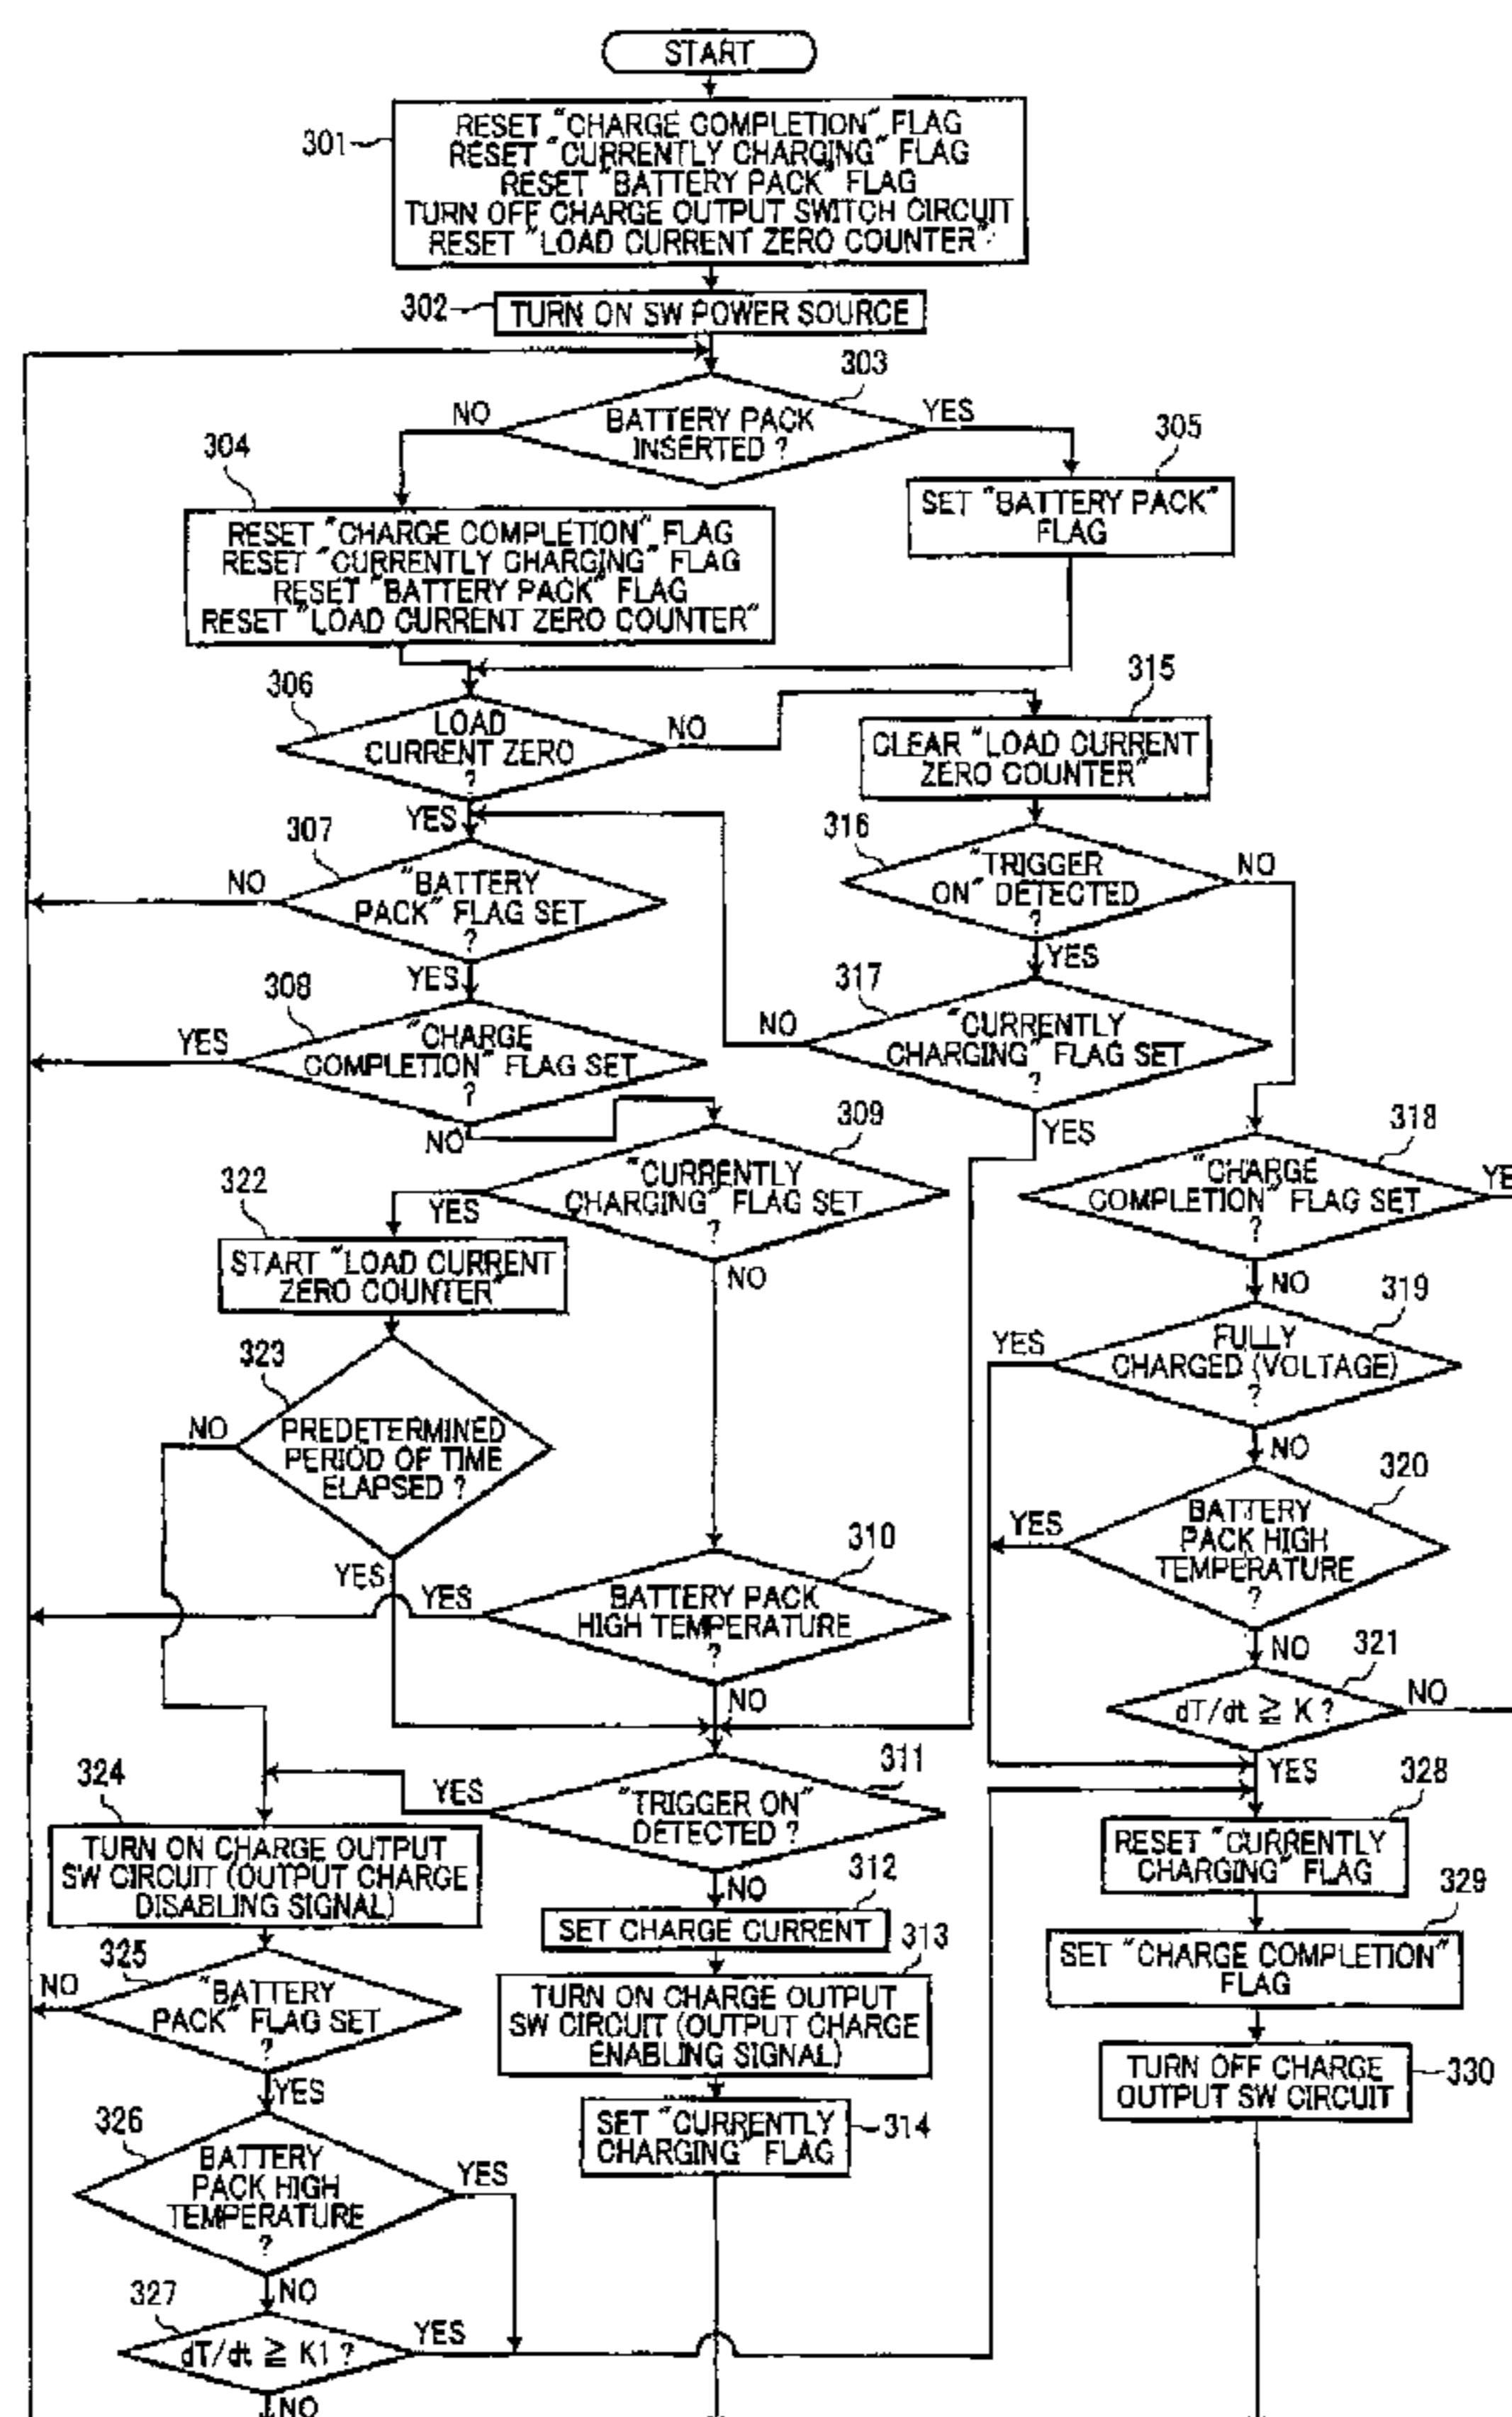 START
301
RESET "CHARGE COMPLETION" FLAG
RESET "CURRENTLY CHARGING" FLAG
RESET "BATTERY PACK" FLAG
TURN OFF CHARGE OUTPUT SWITCH CIRCUIT
RESET "LOAD CURRENT ZERO COUNTER"
302
TURN ON SW POWER SOURCE
303
BATTERY PACK
INSERTED ?
NO
YES
304
RESET "CHARGE COMPLETION" FLAG
RESET "CURRENTLY CHARGING" FLAG
RESET "BATTERY PACK" FLAG
RESET "LOAD CURRENT ZERO COUNTER"
305
SET "BATTERY PACK"
FLAG
306
LOAD
CURRENT ZERO
?
NO
YES
315
CLEAR "LOAD CURRENT
ZERO COUNTER"
307
"BATTERY
PACK" FLAG SET
?
NO
YES
316
"TRIGGER
ON" DETECTED
?
NO
YES
308
"CHARGE
COMPLETION" FLAG SET
?
YES
NO
317
"CURRENTLY
CHARGING" FLAG SET
?
NO
YES
309
"CURRENTLY
CHARGING" FLAG SET
?
YES
NO
318
"CHARGE
COMPLETION" FLAG SET
?
YE
NO
322
START "LOAD CURRENT
ZERO COUNTER"
319
FULLY
CHARGED (VOLTAGE)
?
YES
NO
323
PREDETERMINED
PERIOD OF TIME
ELAPSED ?
NO
YES
320
BATTERY
PACK HIGH
TEMPERATURE
?
YES
NO
310
BATTERY PACK
HIGH TEMPERATURE
?
YES
NO
321
dT/dt ≧ K ?
NO
YES
311
"TRIGGER ON"
DETECTED ?
YES
NO
324
TURN ON CHARGE OUTPUT
SW CIRCUIT (OUTPUT CHARGE
DISABLING SIGNAL)
312
SET CHARGE CURRENT
328
RESET "CURRENTLY
CHARGING" FLAG
325
"BATTERY
PACK" FLAG SET
?
NO
YES
313
TURN ON CHARGE OUTPUT
SW CIRCUIT (OUTPUT CHARGE
ENABLING SIGNAL)
329
SET "CHARGE COMPLETION"
FLAG
326
BATTERY
PACK HIGH
TEMPERATURE
?
YES
NO
314
SET "CURRENTLY
CHARGING" FLAG
330
TURN OFF CHARGE
OUTPUT SW CIRCUIT
327
dT/dt ≧ K1 ?
YES
NO